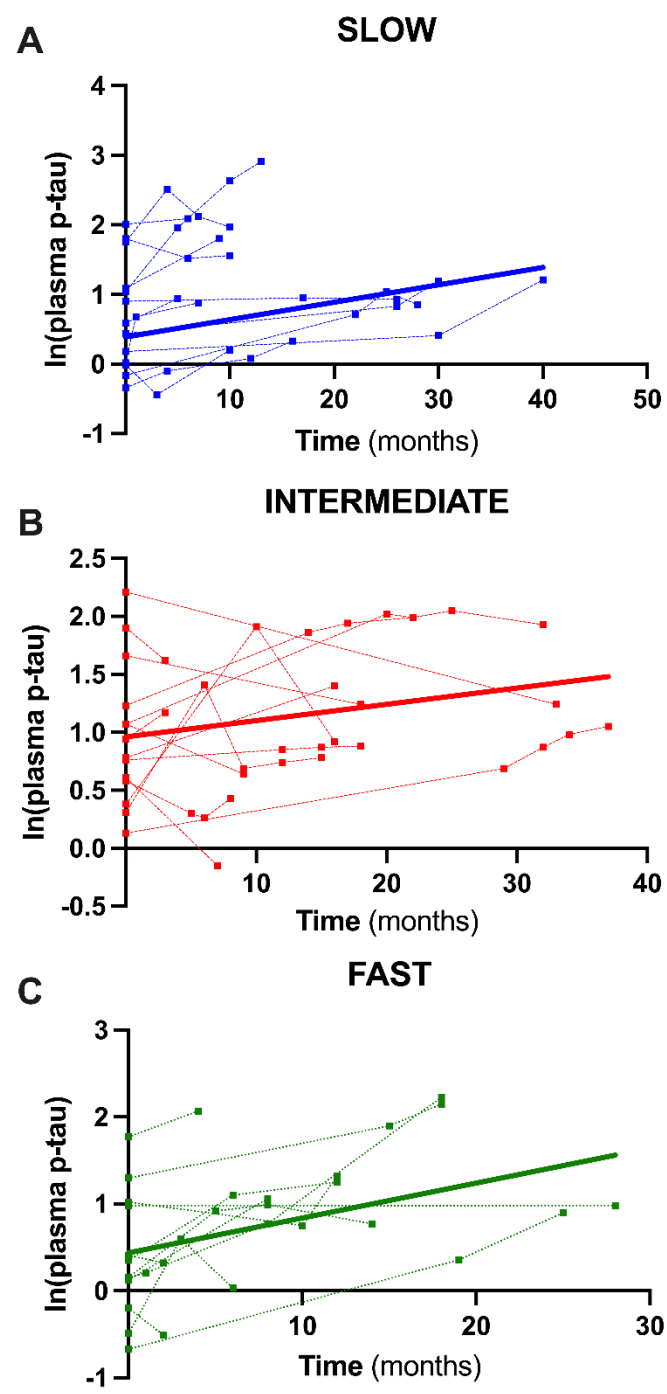 A
SLOW
ln(plasma p-tau)
4
3
2
1
0
-1
10 20 30 40 50
Time (months)
B
INTERMEDIATE
ln(plasma p-tau)
2.5
2.0
1.5
1.0
0.5
0.0
-0.5
10 20 30 40
Time (months)
C
FAST
ln(plasma p-tau)
3
2
1
0
-1
10 20 30
Time (months)